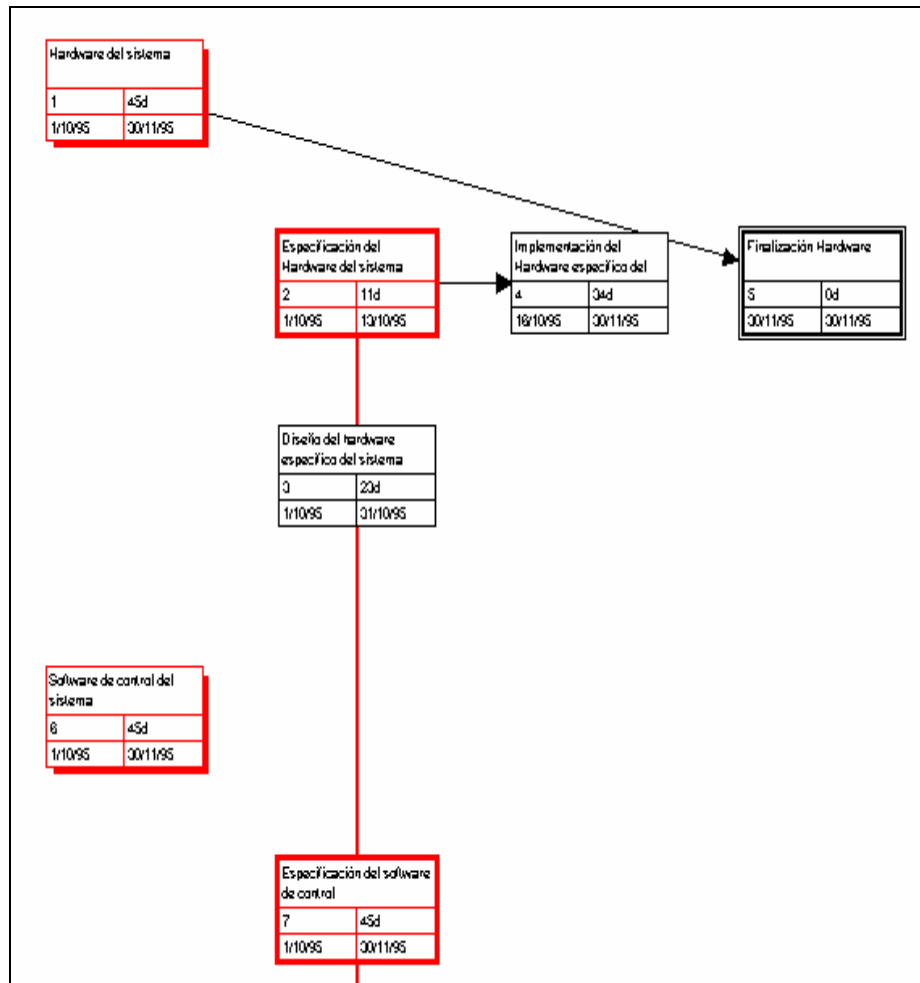 Hardware del sistema
1 45d
1/10/95 30/11/95
Especificación del
Hardware del sistema
2 11d
1/10/95 13/10/95
Implementación del
Hardware específico del
4 34d
16/10/95 30/11/95
Finalización Hardware
5 0d
30/11/95 30/11/95
Diseño del hardware
específico del sistema
3 23d
1/10/95 31/10/95
Software de control del
sistema
6 45d
1/10/95 30/11/95
Especificación del software
de control
7 45d
1/10/95 30/11/95